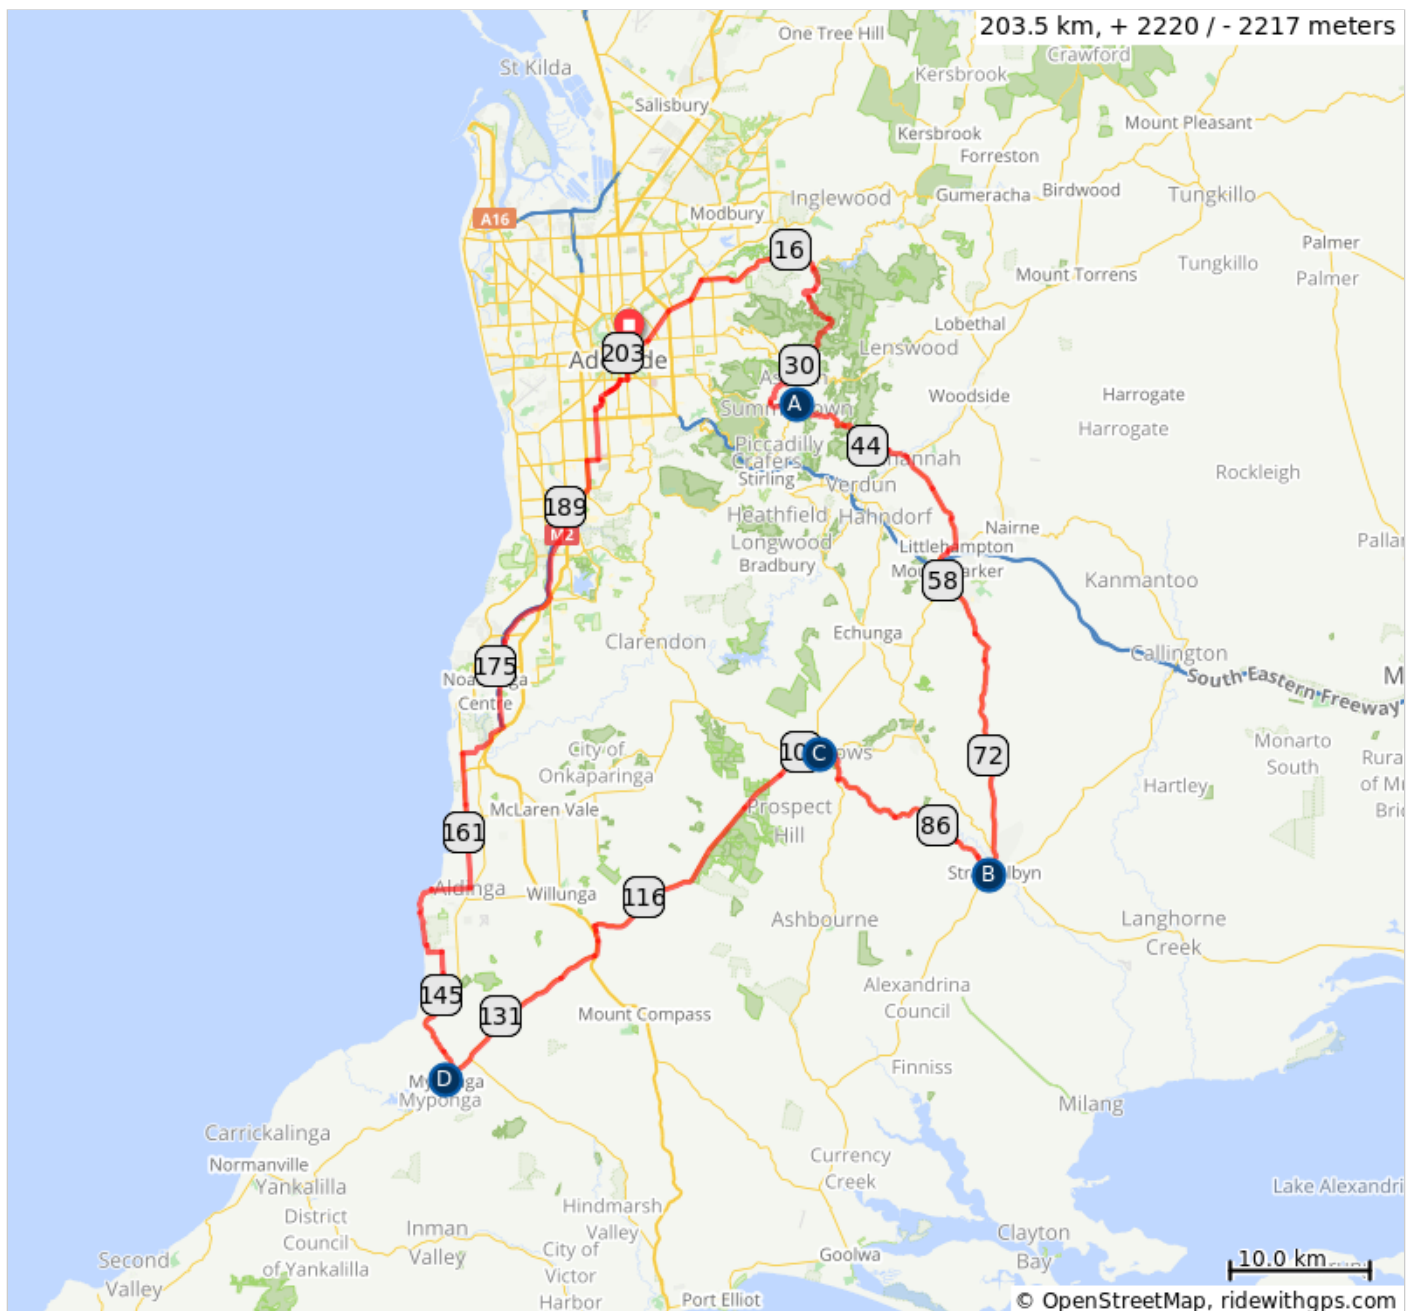 203.5 km, + 2220 / - 2217 meters
One Tree Hill
Crawford
St Kilda
Kersbrook
Salisbury
Kersbrook
Mount Pleasant
Forreston
Inglewood
Gumeracha
Birdwood
Tungkillo
A16
Modbury
16
Palmer
Mount Torrens
Tungkillo
Palmer
Lobethal
203
Lenswood
30
A
Woodside
Harrogate
Harrogate
44
Piccadilly
Crafers
Stirling
Verdun
Rockleigh
189
Heathfield
Hahndorf
Nairne
M2
Longwood
Littlehampton
Bradbury
58
Kanmantoo
Clarendon
Echunga
Callington
175
South Eastern Freeway
M
Centre
City of
Onkaparinga
C
72
Monarto
South
Hartley
McLaren Vale
Prospect
Hill
161
86
B
Aldinga
Willunga
116
Ashbourne
Langhorne
Creek
145
131
Mount Compass
Alexandrina
Council
D
Finniss
Myponga
Milang
Carrickalinga
Normanville
Yankalilla
Currency
Creek
Lake Alexandri
District
Council
of Yankalilla
Inman
Valley
Hindmarsh
Valley
Second
Valley
City of
Victor
Harbor
Goolwa
Clayton
Bay
10.0 km
Port Elliot
© OpenStreetMap, ridewithgps.com